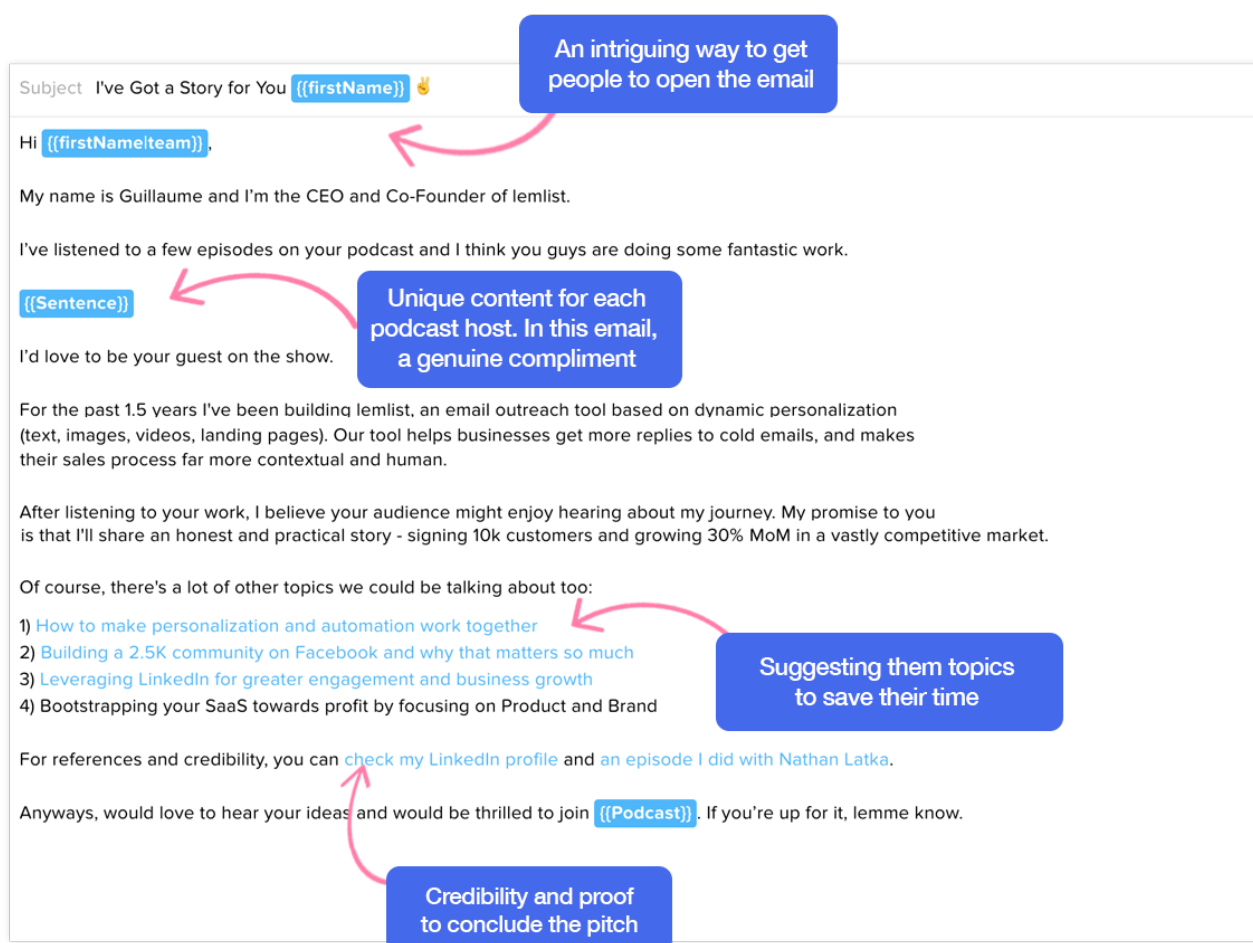 An intriguing way to get
people to open the email
Subject I've Got a Story for You {{firstName}} ✌
Hi {{firstName|team}},
My name is Guillaume and I'm the CEO and Co-Founder of lemlist.
I've listened to a few episodes on your podcast and I think you guys are doing some fantastic work.
{{Sentence}}
Unique content for each
podcast host. In this email,
a genuine compliment
I'd love to be your guest on the show.
For the past 1.5 years I've been building lemlist, an email outreach tool based on dynamic personalization
(text, images, videos, landing pages). Our tool helps businesses get more replies to cold emails, and makes
their sales process far more contextual and human.
After listening to your work, I believe your audience might enjoy hearing about my journey. My promise to you
is that I'll share an honest and practical story - signing 10k customers and growing 30% MoM in a vastly competitive market.
Of course, there's a lot of other topics we could be talking about too:
1) How to make personalization and automation work together
2) Building a 2.5K community on Facebook and why that matters so much
3) Leveraging LinkedIn for greater engagement and business growth
4) Bootstrapping your SaaS towards profit by focusing on Product and Brand
Suggesting them topics
to save their time
For references and credibility, you can check my LinkedIn profile and an episode I did with Nathan Latka.
Anyways, would love to hear your ideas and would be thrilled to join {{Podcast}}. If you're up for it, lemme know.
Credibility and proof
to conclude the pitch